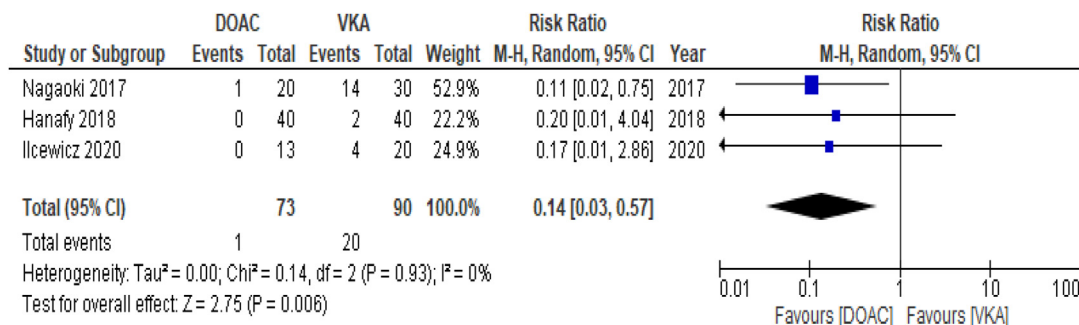 DOAC VKA Risk Ratio Risk Ratio
Study or Subgroup Events Total Events Total Weight M-H, Random, 95% CI Year M-H, Random, 95% CI
Nagaoki 2017 1 20 14 30 52.9% 0.11 [0.02, 0.75] 2017
Hanafy 2018 0 40 2 40 22.2% 0.20 [0.01, 4.04] 2018
Ilcewicz 2020 0 13 4 20 24.9% 0.17 [0.01, 2.86] 2020
Total (95% CI) 73 90 100.0% 0.14 [0.03, 0.57]
Total events 1 20
Heterogeneity: Tau² = 0.00; Chi² = 0.14, df = 2 (P = 0.93); I² = 0%
Test for overall effect: Z = 2.75 (P = 0.006)
0.01 0.1 1 10 100
Favours [DOAC] Favours [VKA]